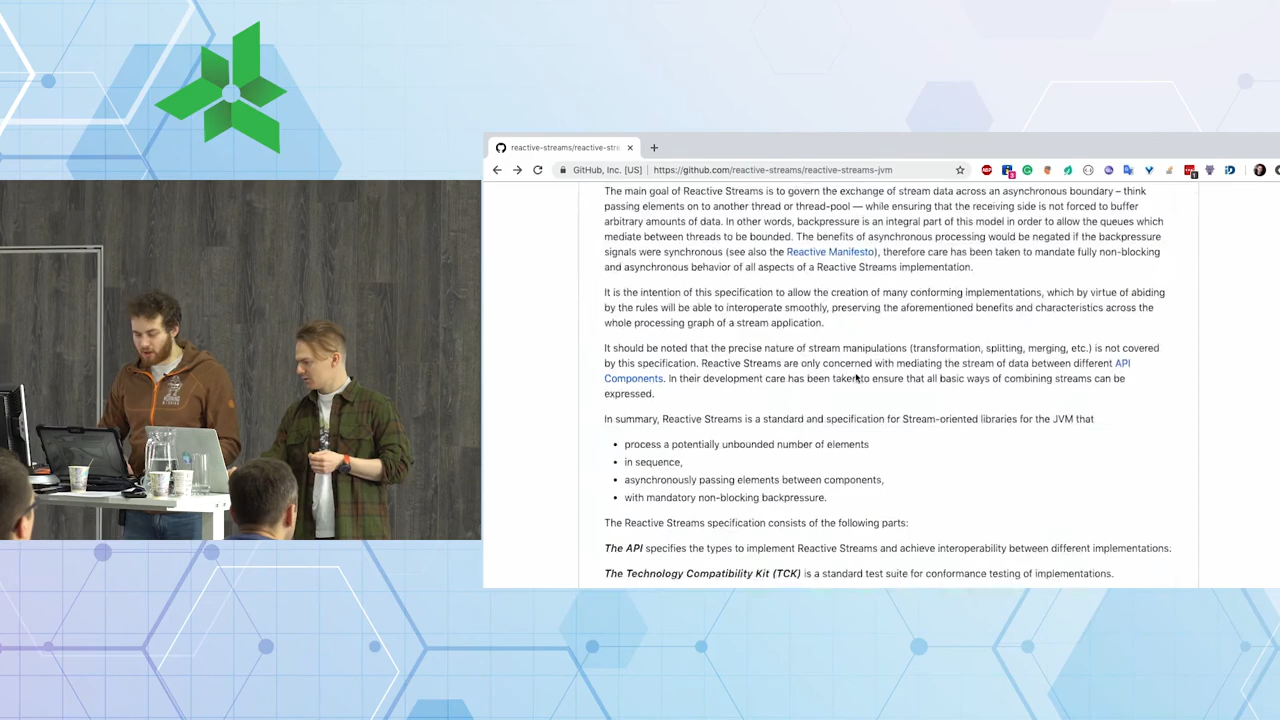 reactive-streams/reactive-stre
GitHub, Inc. [US]
https://github.com/reactive-streams/reactive-streams-jvm
The main goal of Reactive Streams is to govern the exchange of stream data across an asynchronous boundary – think
passing elements on to another thread or thread-pool — while ensuring that the receiving side is not forced to buffer
arbitrary amounts of data. In other words, backpressure is an integral part of this model in order to allow the queues which
mediate between threads to be bounded. The benefits of asynchronous processing would be negated if the backpressure
signals were synchronous (see also the Reactive Manifesto), therefore care has been taken to mandate fully non-blocking
and asynchronous behavior of all aspects of a Reactive Streams implementation.
It is the intention of this specification to allow the creation of many conforming implementations, which by virtue of abiding
by the rules will be able to interoperate smoothly, preserving the aforementioned benefits and characteristics across the
whole processing graph of a stream application.
It should be noted that the precise nature of stream manipulations (transformation, splitting, merging, etc.) is not covered
by this specification. Reactive Streams are only concerned with mediating the stream of data between different API
Components. In their development care has been taken to ensure that all basic ways of combining streams can be
expressed.
In summary, Reactive Streams is a standard and specification for Stream-oriented libraries for the JVM that
• process a potentially unbounded number of elements
• in sequence,
• asynchronously passing elements between components,
• with mandatory non-blocking backpressure.
The Reactive Streams specification consists of the following parts:
The API specifies the types to implement Reactive Streams and achieve interoperability between different implementations.
The Technology Compatibility Kit (TCK) is a standard test suite for conformance testing of implementations.